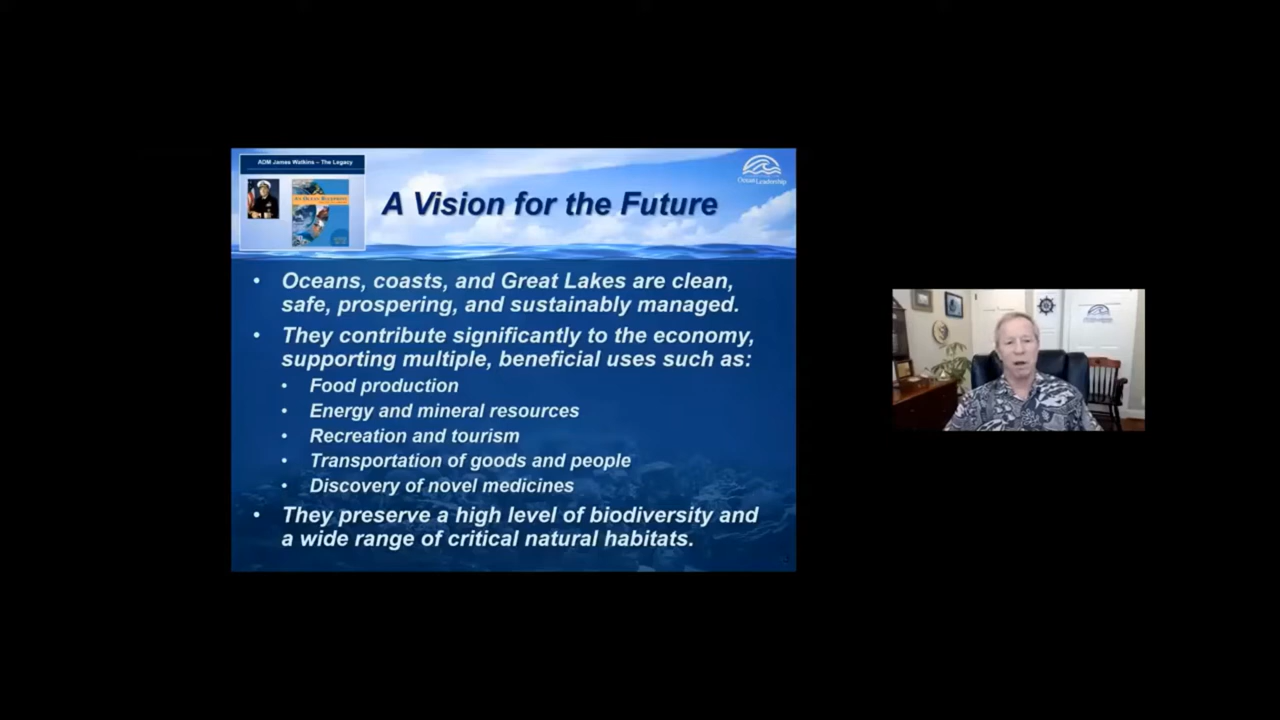 ADM James Watkins – The Legacy
AN OCEAN BLUEPRINT
Ocean Leadership
A Vision for the Future
• Oceans, coasts, and Great Lakes are clean,
safe, prospering, and sustainably managed.
• They contribute significantly to the economy,
supporting multiple, beneficial uses such as:
• Food production
• Energy and mineral resources
• Recreation and tourism
• Transportation of goods and people
• Discovery of novel medicines
• They preserve a high level of biodiversity and
a wide range of critical natural habitats.